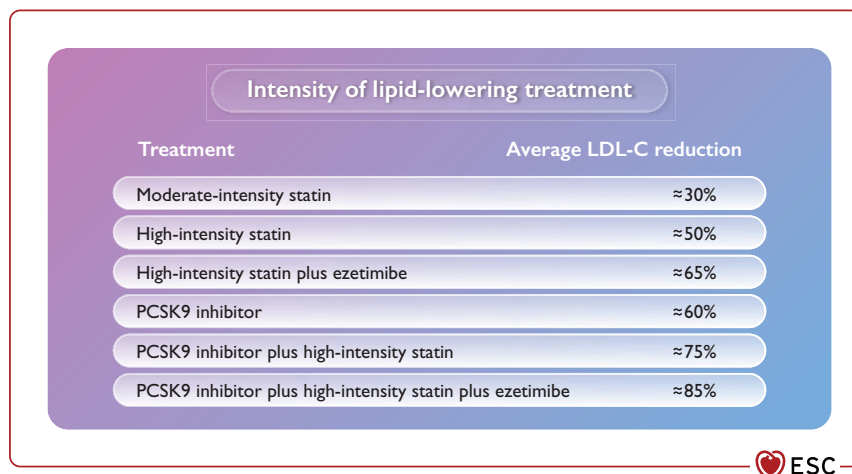 Intensity of lipid-lowering treatment
Treatment Average LDL-C reduction
Moderate-intensity statin ≈30%
High-intensity statin ≈50%
High-intensity statin plus ezetimibe ≈65%
PCSK9 inhibitor ≈60%
PCSK9 inhibitor plus high-intensity statin ≈75%
PCSK9 inhibitor plus high-intensity statin plus ezetimibe ≈85%
ESC